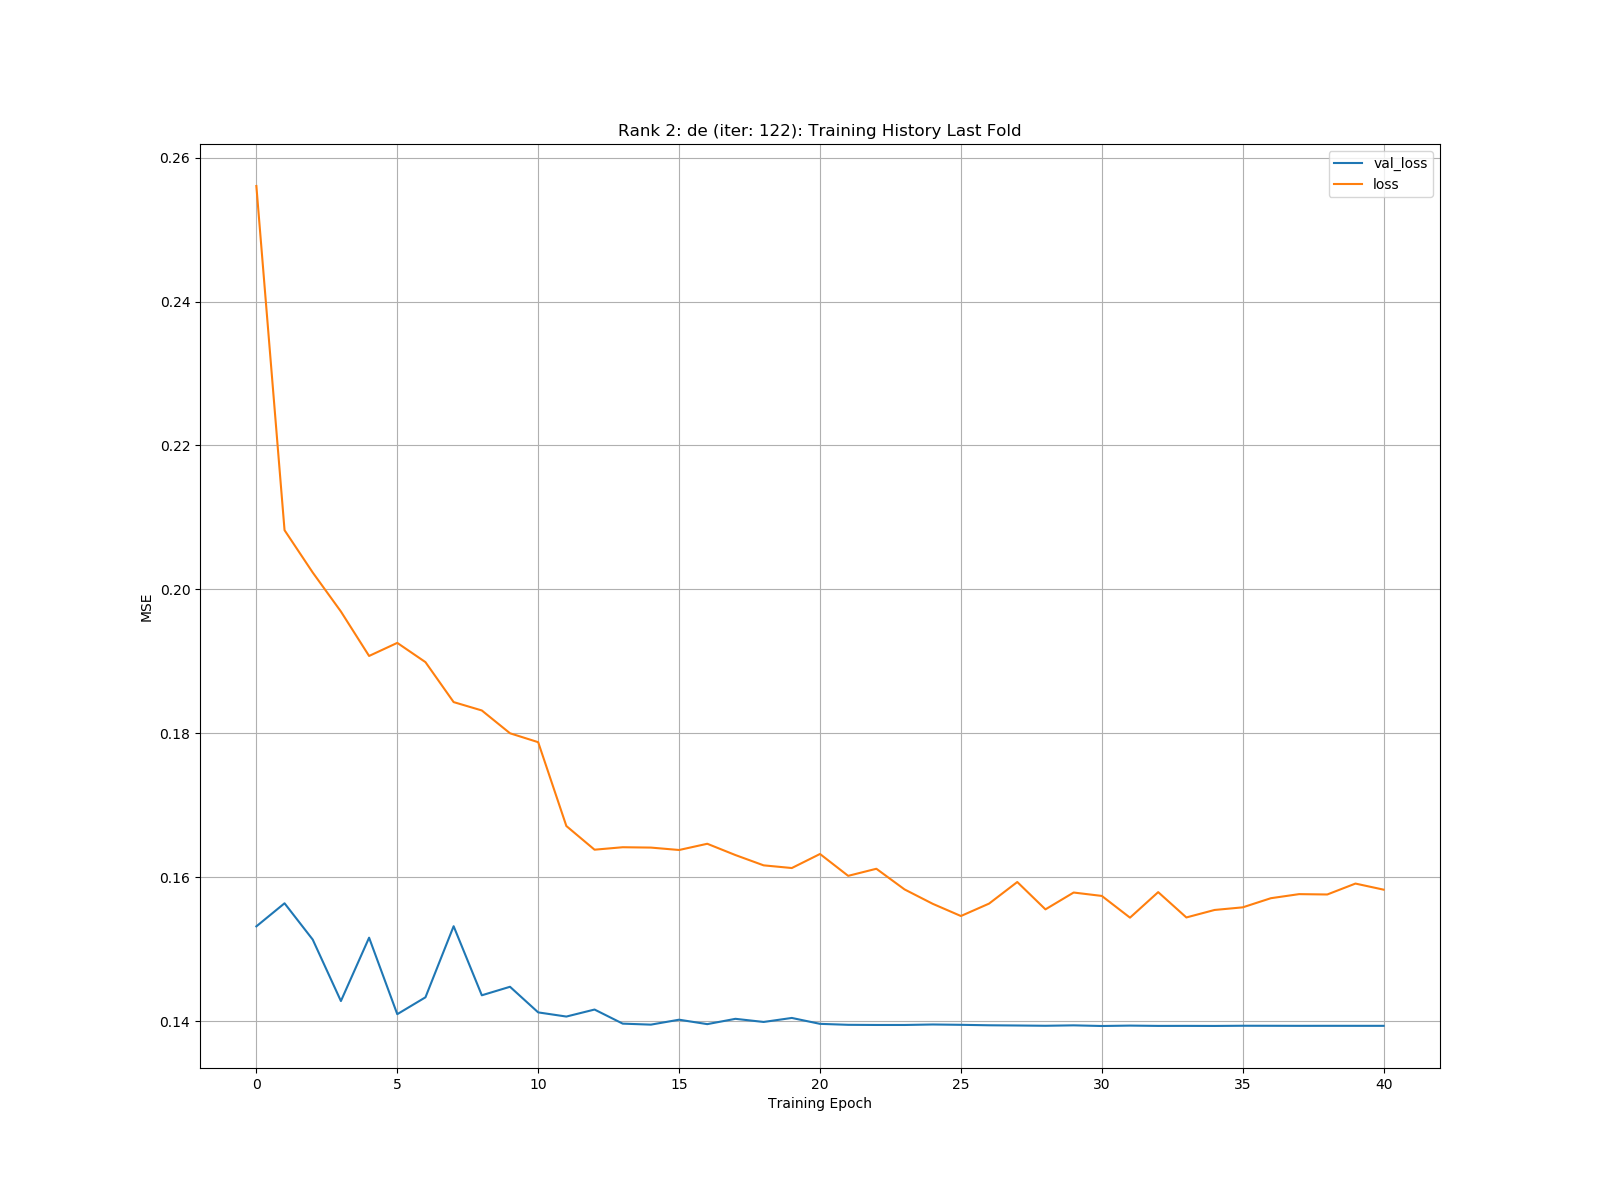 Rank 2: de (iter: 122): Training History Last Fold
val_loss
loss
0.26
0.24
0.22
0.20
0.18
0.16
0.14
MSE
0 5 10 15 20 25 30 35 40
Training Epoch